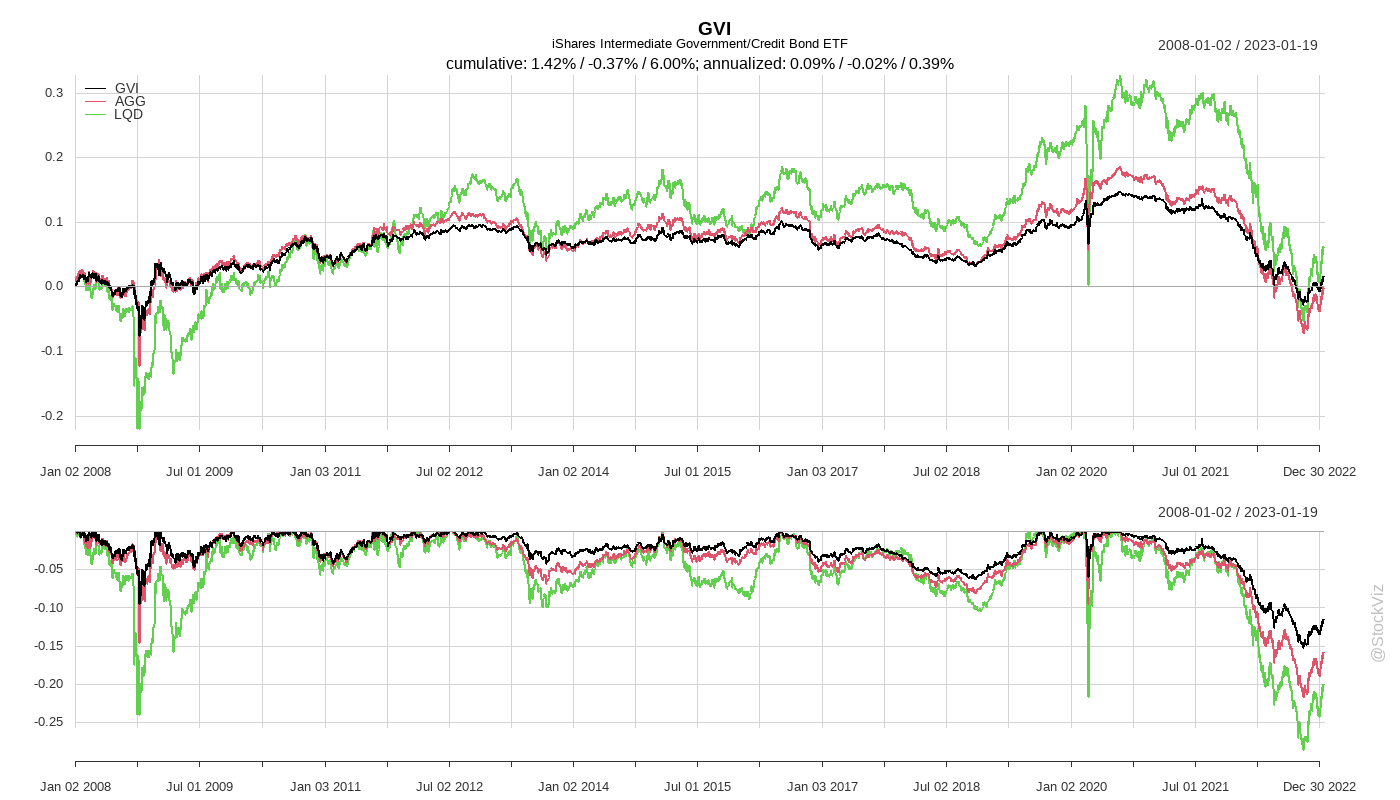 GVI
iShares Intermediate Government/Credit Bond ETF
2008-01-02 / 2023-01-19
cumulative: 1.42% / -0.37% / 6.00%; annualized: 0.09% / -0.02% / 0.39%
GVI
AGG
LQD
0.3
0.2
0.1
0.0
-0.1
-0.2
Jan 02 2008 Jul 01 2009 Jan 03 2011 Jul 02 2012 Jan 02 2014 Jul 01 2015 Jan 03 2017 Jul 02 2018 Jan 02 2020 Jul 01 2021 Dec 30 2022
2008-01-02 / 2023-01-19
-0.05
-0.10
-0.15
-0.20
-0.25
Jan 02 2008 Jul 01 2009 Jan 03 2011 Jul 02 2012 Jan 02 2014 Jul 01 2015 Jan 03 2017 Jul 02 2018 Jan 02 2020 Jul 01 2021 Dec 30 2022
@StockViz